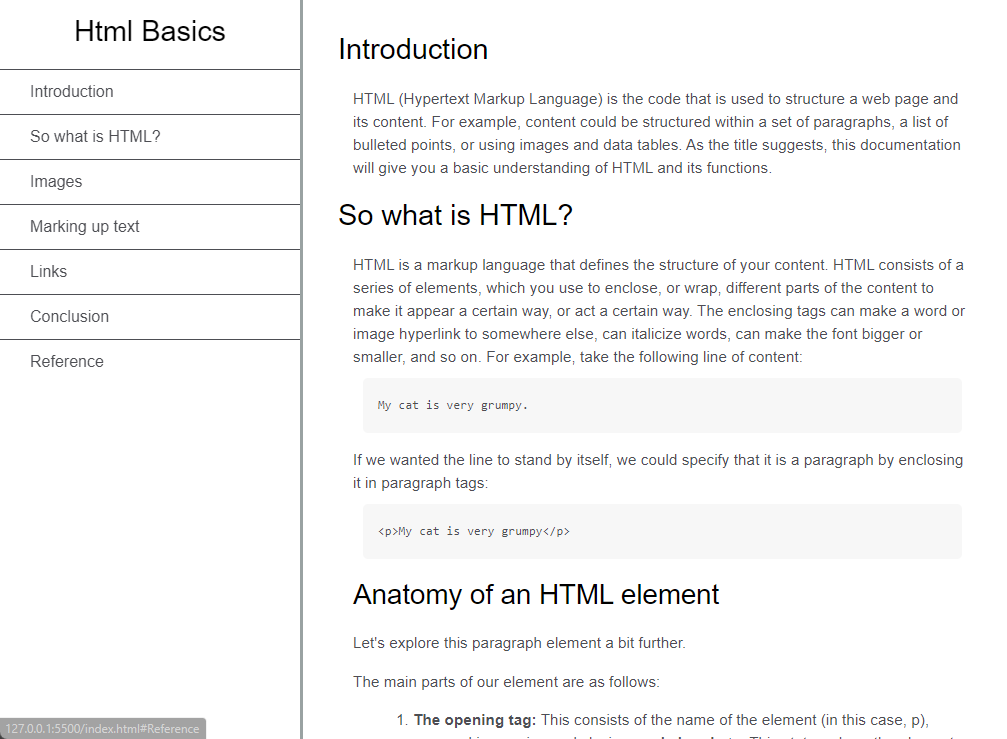 Html Basics
Introduction
So what is HTML?
Images
Marking up text
Links
Conclusion
Reference
Introduction
HTML (Hypertext Markup Language) is the code that is used to structure a web page and
its content. For example, content could be structured within a set of paragraphs, a list of
bulleted points, or using images and data tables. As the title suggests, this documentation
will give you a basic understanding of HTML and its functions.
So what is HTML?
HTML is a markup language that defines the structure of your content. HTML consists of a
series of elements, which you use to enclose, or wrap, different parts of the content to
make it appear a certain way, or act a certain way. The enclosing tags can make a word or
image hyperlink to somewhere else, can italicize words, can make the font bigger or
smaller, and so on. For example, take the following line of content:
My cat is very grumpy.
If we wanted the line to stand by itself, we could specify that it is a paragraph by enclosing
it in paragraph tags:
<p>My cat is very grumpy</p>
Anatomy of an HTML element
Let's explore this paragraph element a bit further.
The main parts of our element are as follows:
1. The opening tag: This consists of the name of the element (in this case, p),
127.0.0.1:5500/index.html#Reference